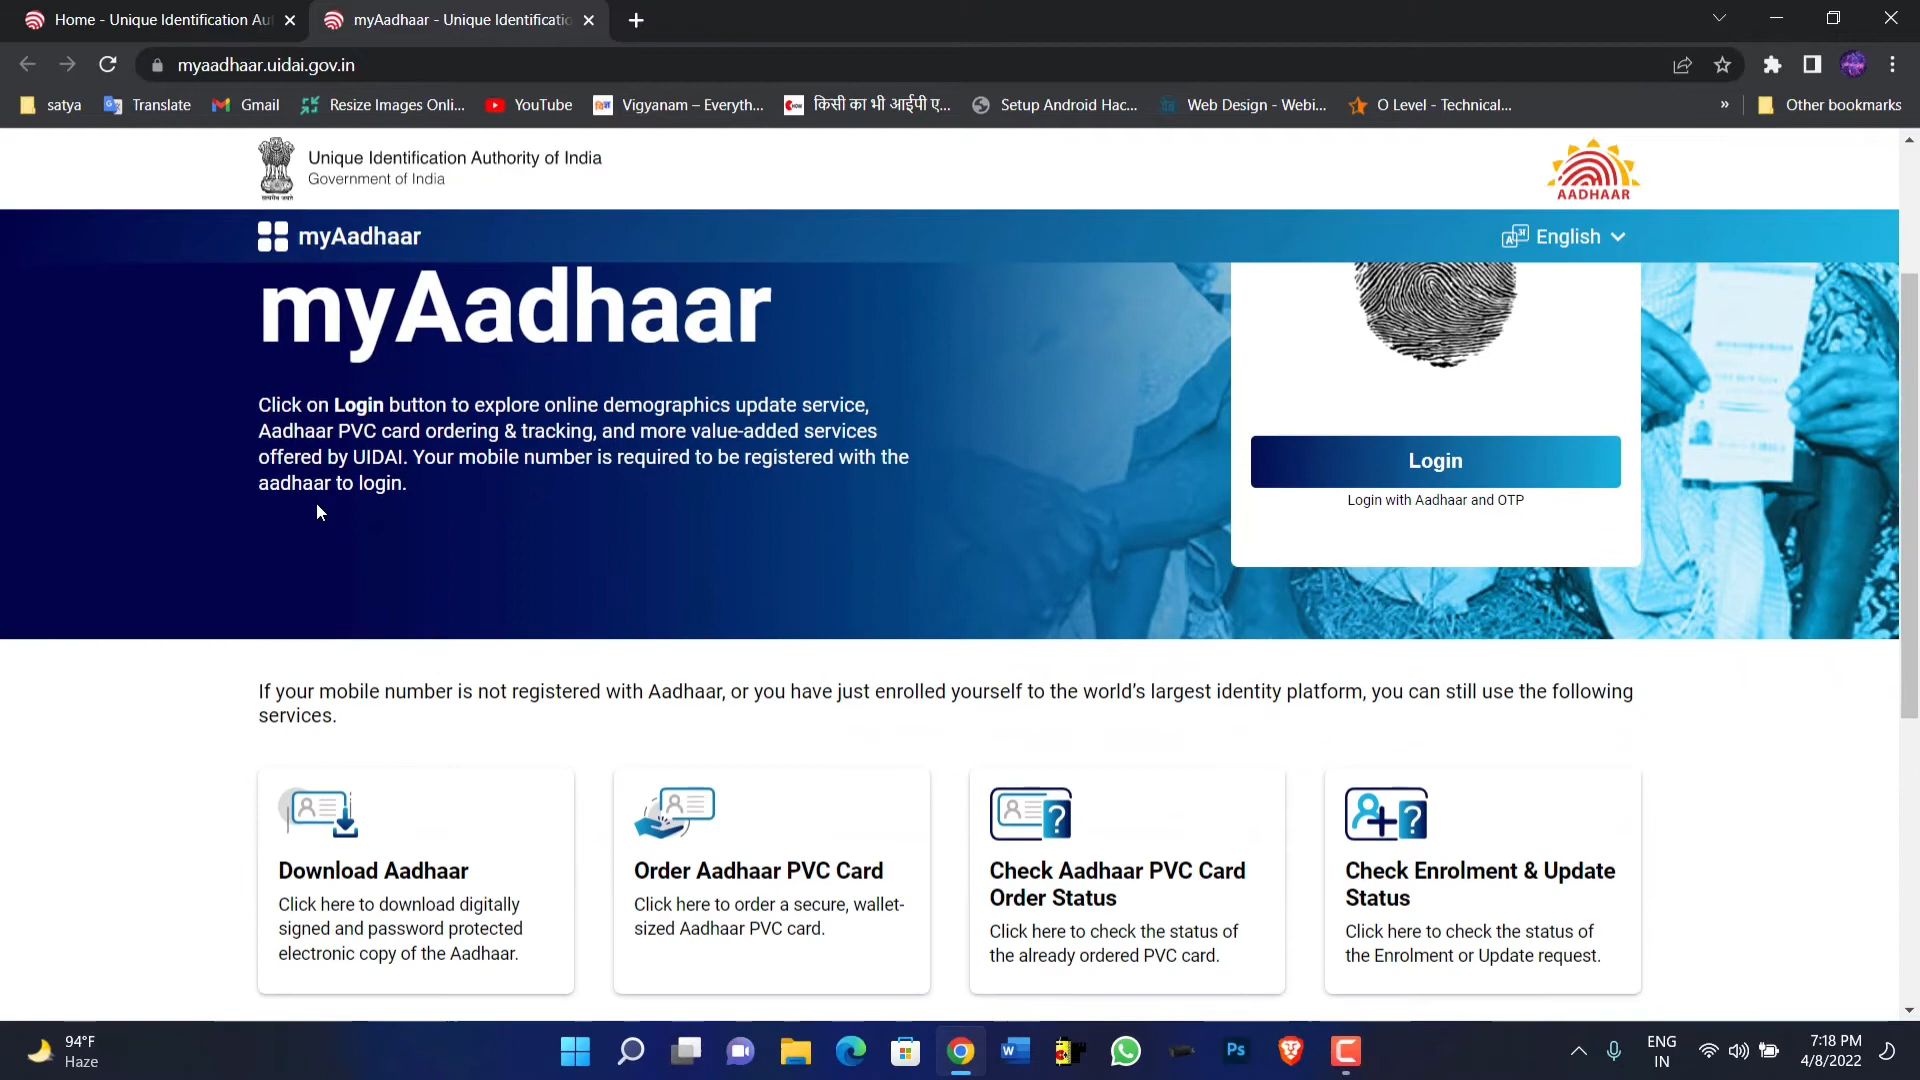 Home - Unique Identification Au
myAadhaar - Unique Identificatio
myaadhaar.uidai.gov.in
satya
Translate
Gmail
Resize Images Onli...
YouTube
Vigyanam – Everyth...
किसी का भी आईपी ए...
Setup Android Hac...
Web Design - Webi...
O Level - Technical...
»
Other bookmarks
Unique Identification Authority of India
Government of India
सत्यमेव जयते
AADHAAR
myAadhaar
English
myAadhaar
Click on Login button to explore online demographics update service,
Aadhaar PVC card ordering & tracking, and more value-added services
offered by UIDAI. Your mobile number is required to be registered with the
aadhaar to login.
Login
Login with Aadhaar and OTP
If your mobile number is not registered with Aadhaar, or you have just enrolled yourself to the world’s largest identity platform, you can still use the following
services.
Download Aadhaar
Click here to download digitally
signed and password protected
electronic copy of the Aadhaar.
Order Aadhaar PVC Card
Click here to order a secure, wallet-
sized Aadhaar PVC card.
Check Aadhaar PVC Card
Order Status
Click here to check the status of
the already ordered PVC card.
Check Enrolment & Update
Status
Click here to check the status of
the Enrolment or Update request.
94°F
Haze
Ps
ENG
IN
7:18 PM
4/8/2022